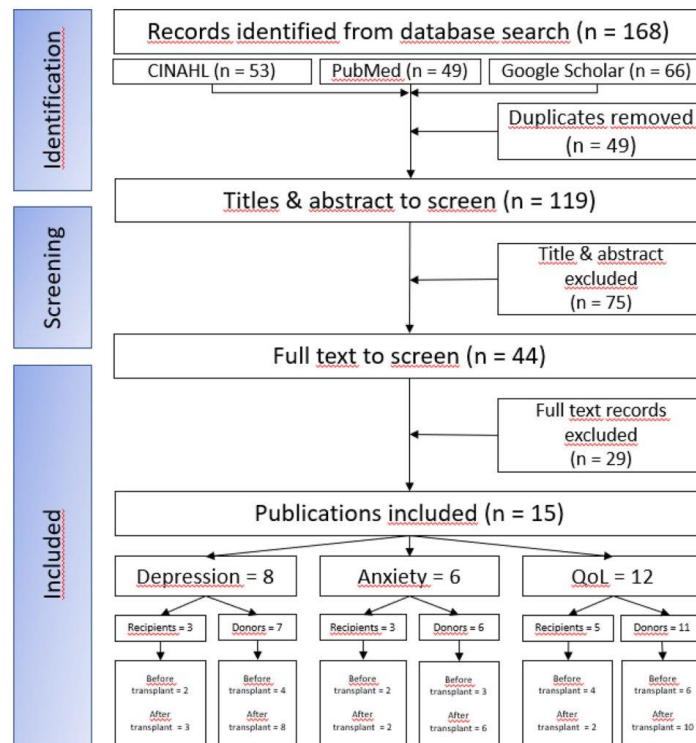 Identification
Records identified from database search (n = 168)
CINAHL (n = 53)
PubMed (n = 49)
Google Scholar (n = 66)
Duplicates removed
(n = 49)
Titles & abstract to screen (n = 119)
Screening
Title & abstract
excluded
(n = 75)
Full text to screen (n = 44)
Full text records
excluded
(n = 29)
Included
Publications included (n = 15)
Depression = 8
Anxiety = 6
QoL = 12
Recipients = 3
Donors = 7
Recipients = 3
Donors = 6
Recipients = 5
Donors = 11
Before
transplant = 2
After
transplant = 3
Before
transplant = 4
After
transplant = 8
Before
transplant = 2
After
transplant = 2
Before
transplant = 3
After
transplant = 6
Before
transplant = 4
After
transplant = 2
Before
transplant = 6
After
transplant = 10